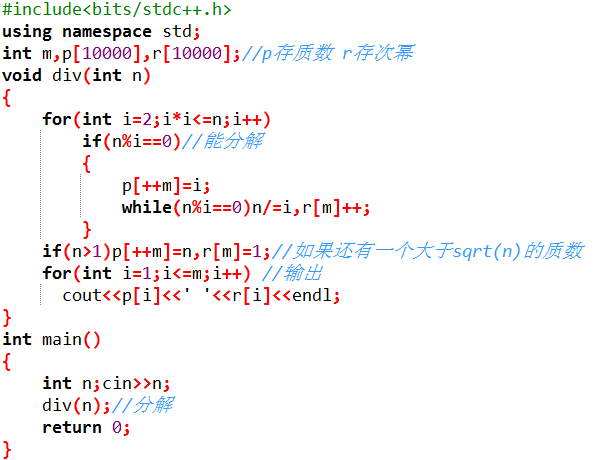 #include<bits/stdc++.h>
using namespace std;
int m,p[10000],r[10000];//p存质数 r存次幂
void div(int n)
{
    for(int i=2;i*i<=n;i++)
        if(n%i==0)//能分解
        {
            p[++m]=i;
            while(n%i==0)n/=i,r[m]++;
        }
    if(n>1)p[++m]=n,r[m]=1;//如果还有一个大于sqrt(n)的质数
    for(int i=1;i<=m;i++) //输出
      cout<<p[i]<<' '<<r[i]<<endl;
}
int main()
{
    int n;cin>>n;
    div(n);//分解
    return 0;
}